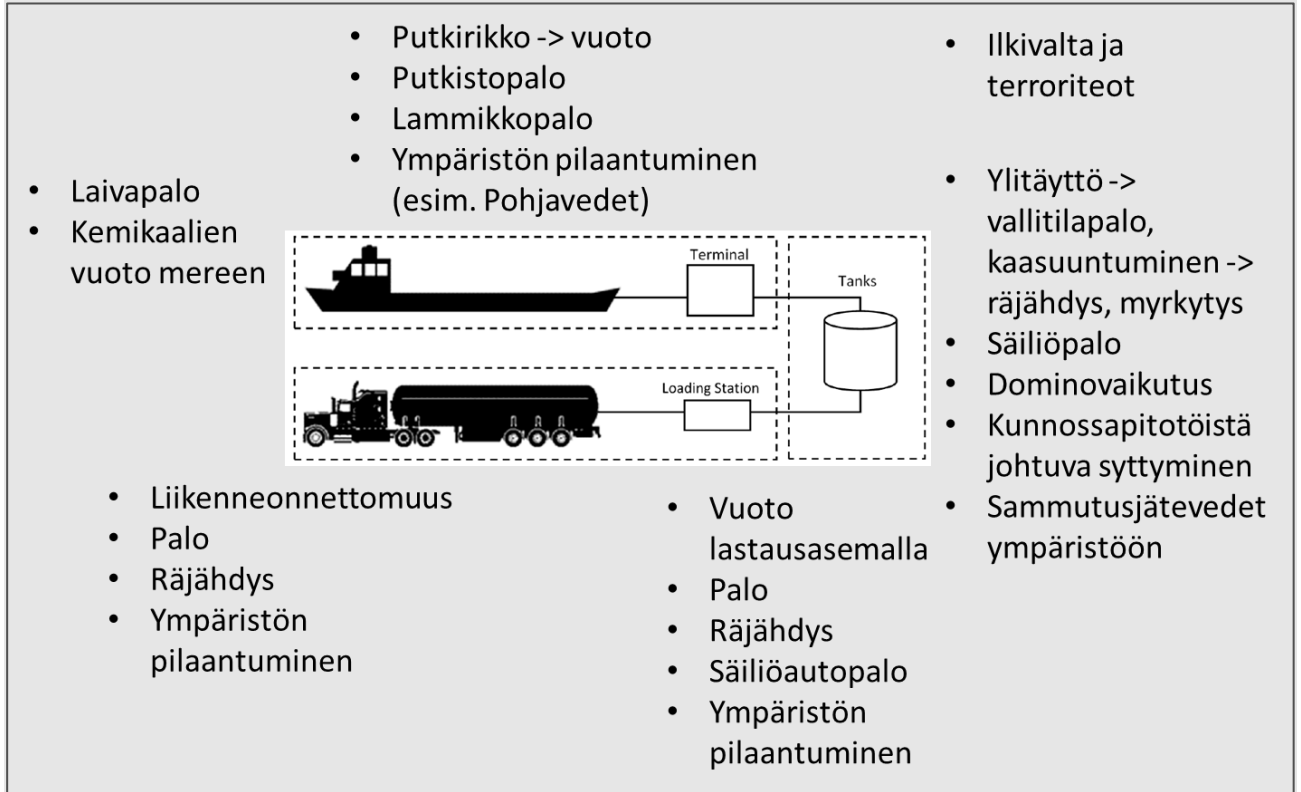 • Putkirikko -> vuoto
• Putkistopalo
• Lammikkopalo
• Ympäristön pilaantuminen
(esim. Pohjavedet)
• Ilkivalta ja
terroriteot
• Laivapalo
• Kemikaalien
vuoto mereen
• Ylitäyttö ->
vallitilapalo,
kaasuuntuminen ->
räjähdys, myrkytys
• Säiliöpalo
• Dominovaikutus
• Kunnossapitotöistä
johtuva syttyminen
• Sammutusjätevedet
ympäristöön
Terminal
Tanks
Loading Station
• Liikenneonnettomuus
• Palo
• Räjähdys
• Ympäristön
pilaantuminen
• Vuoto
lastausasemalla
• Palo
• Räjähdys
• Säiliöautopalo
• Ympäristön
pilaantuminen